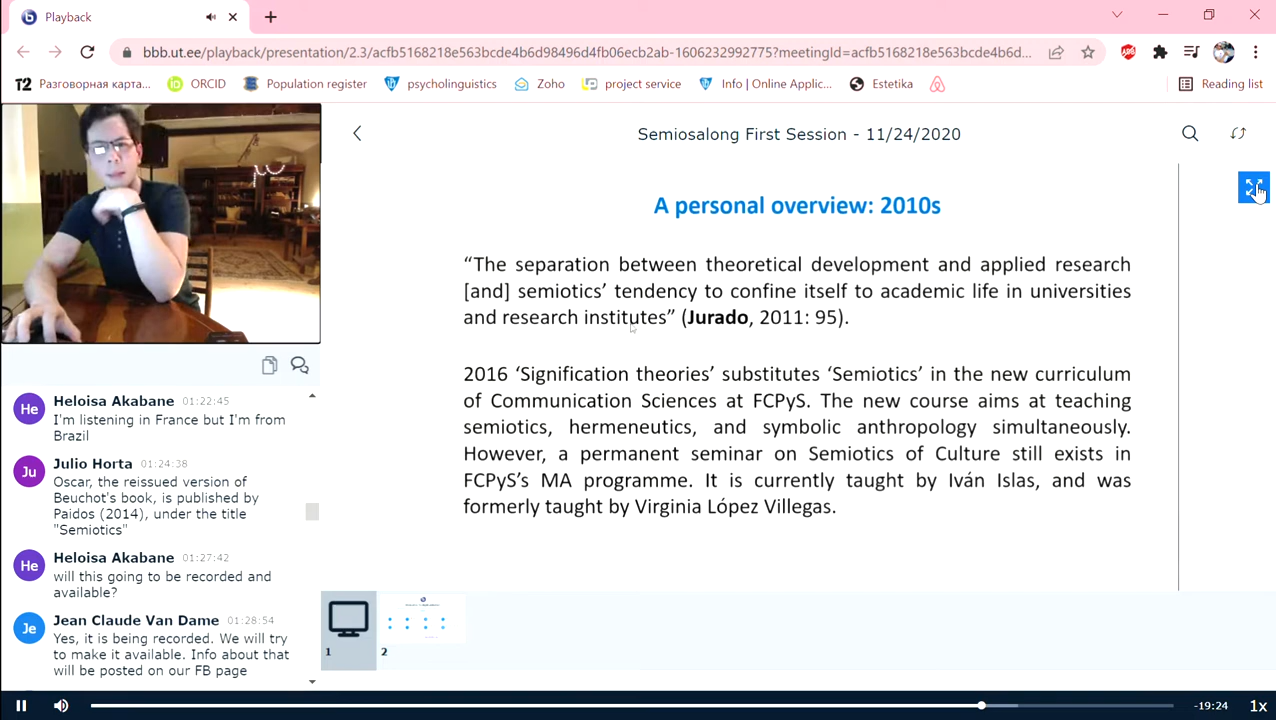 Playback
bbb.ut.ee/playback/presentation/2.3/acfb5168218e563bcde4b6d98496d4fb06ecb2ab-1606232992775?meetingId=acfb5168218e563bcde4b6d...
T2 Разговорная карта... ORCID Population register psycholinguistics Zoho project service Info | Online Applic... Estetika Reading list
Semiosalong First Session - 11/24/2020
A personal overview: 2010s
“The separation between theoretical development and applied research
[and] semiotics’ tendency to confine itself to academic life in universities
and research institutes” (Jurado, 2011: 95).
2016 ‘Signification theories’ substitutes ‘Semiotics’ in the new curriculum
of Communication Sciences at FCPyS. The new course aims at teaching
semiotics, hermeneutics, and symbolic anthropology simultaneously.
However, a permanent seminar on Semiotics of Culture still exists in
FCPyS’s MA programme. It is currently taught by Iván Islas, and was
formerly taught by Virginia López Villegas.
He Heloisa Akabane 01:22:45
I'm listening in France but I'm from
Brazil
Ju Julio Horta 01:24:38
Oscar, the reissued version of
Beuchot's book, is published by
Paidos (2014), under the title
"Semiotics"
He Heloisa Akabane 01:27:42
will this going to be recorded and
available?
Je Jean Claude Van Dame 01:28:54
Yes, it is being recorded. We will try
to make it available. Info about that
will be posted on our FB page
1 2
-19:24 1x